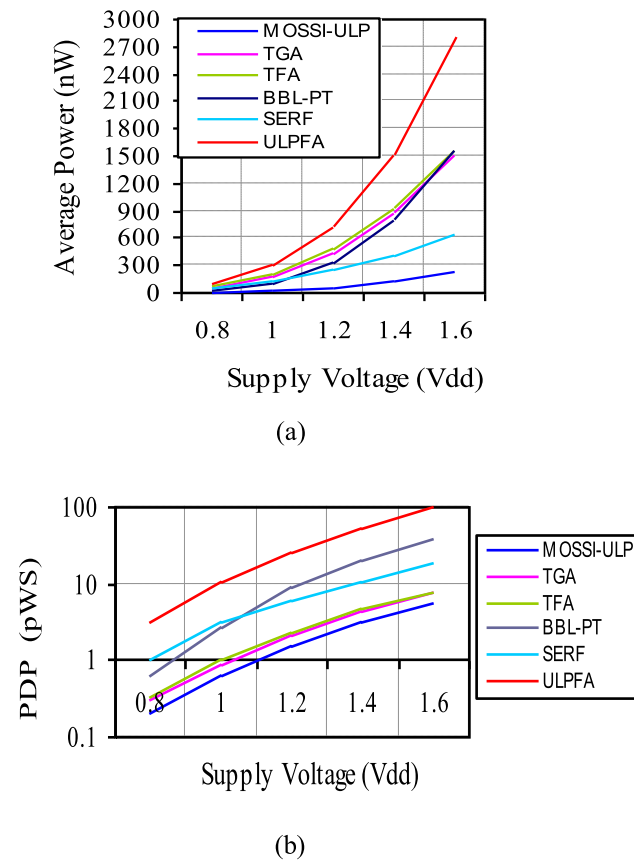 3000
2700
2400
2100
1800
1500
1200
900
600
300
0
Average Power (nW)
MOSSI-ULP
TGA
TFA
BBL-PT
SERF
ULPFA
0.8 1 1.2 1.4 1.6
Supply Voltage (Vdd)
(a)
100
10
1
0.1
PDP (pWS)
0.8 1 1.2 1.4 1.6
Supply Voltage (Vdd)
MOSSI-ULP
TGA
TFA
BBL-PT
SERF
ULPFA
(b)